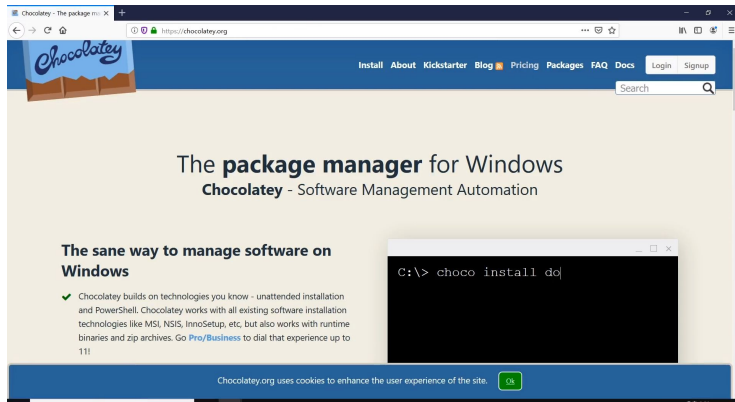 Chocolatey - The package ma
https://chocolatey.org
Chocolatey
Install About Kickstarter Blog Pricing Packages FAQ Docs Login Signup
Search
The package manager for Windows
Chocolatey - Software Management Automation
The sane way to manage software on
Windows
Chocolatey builds on technologies you know - unattended installation
and PowerShell. Chocolatey works with all existing software installation
technologies like MSI, NSIS, InnoSetup, etc, but also works with runtime
binaries and zip archives. Go Pro/Business to dial that experience up to
11!
C:\> choco install do
Chocolatey.org uses cookies to enhance the user experience of the site. Ok